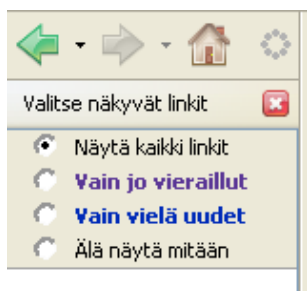 Valitse näkyvät linkit
Näytä kaikki linkit
Vain jo vieraillut
Vain vielä uudet
Älä näytä mitään